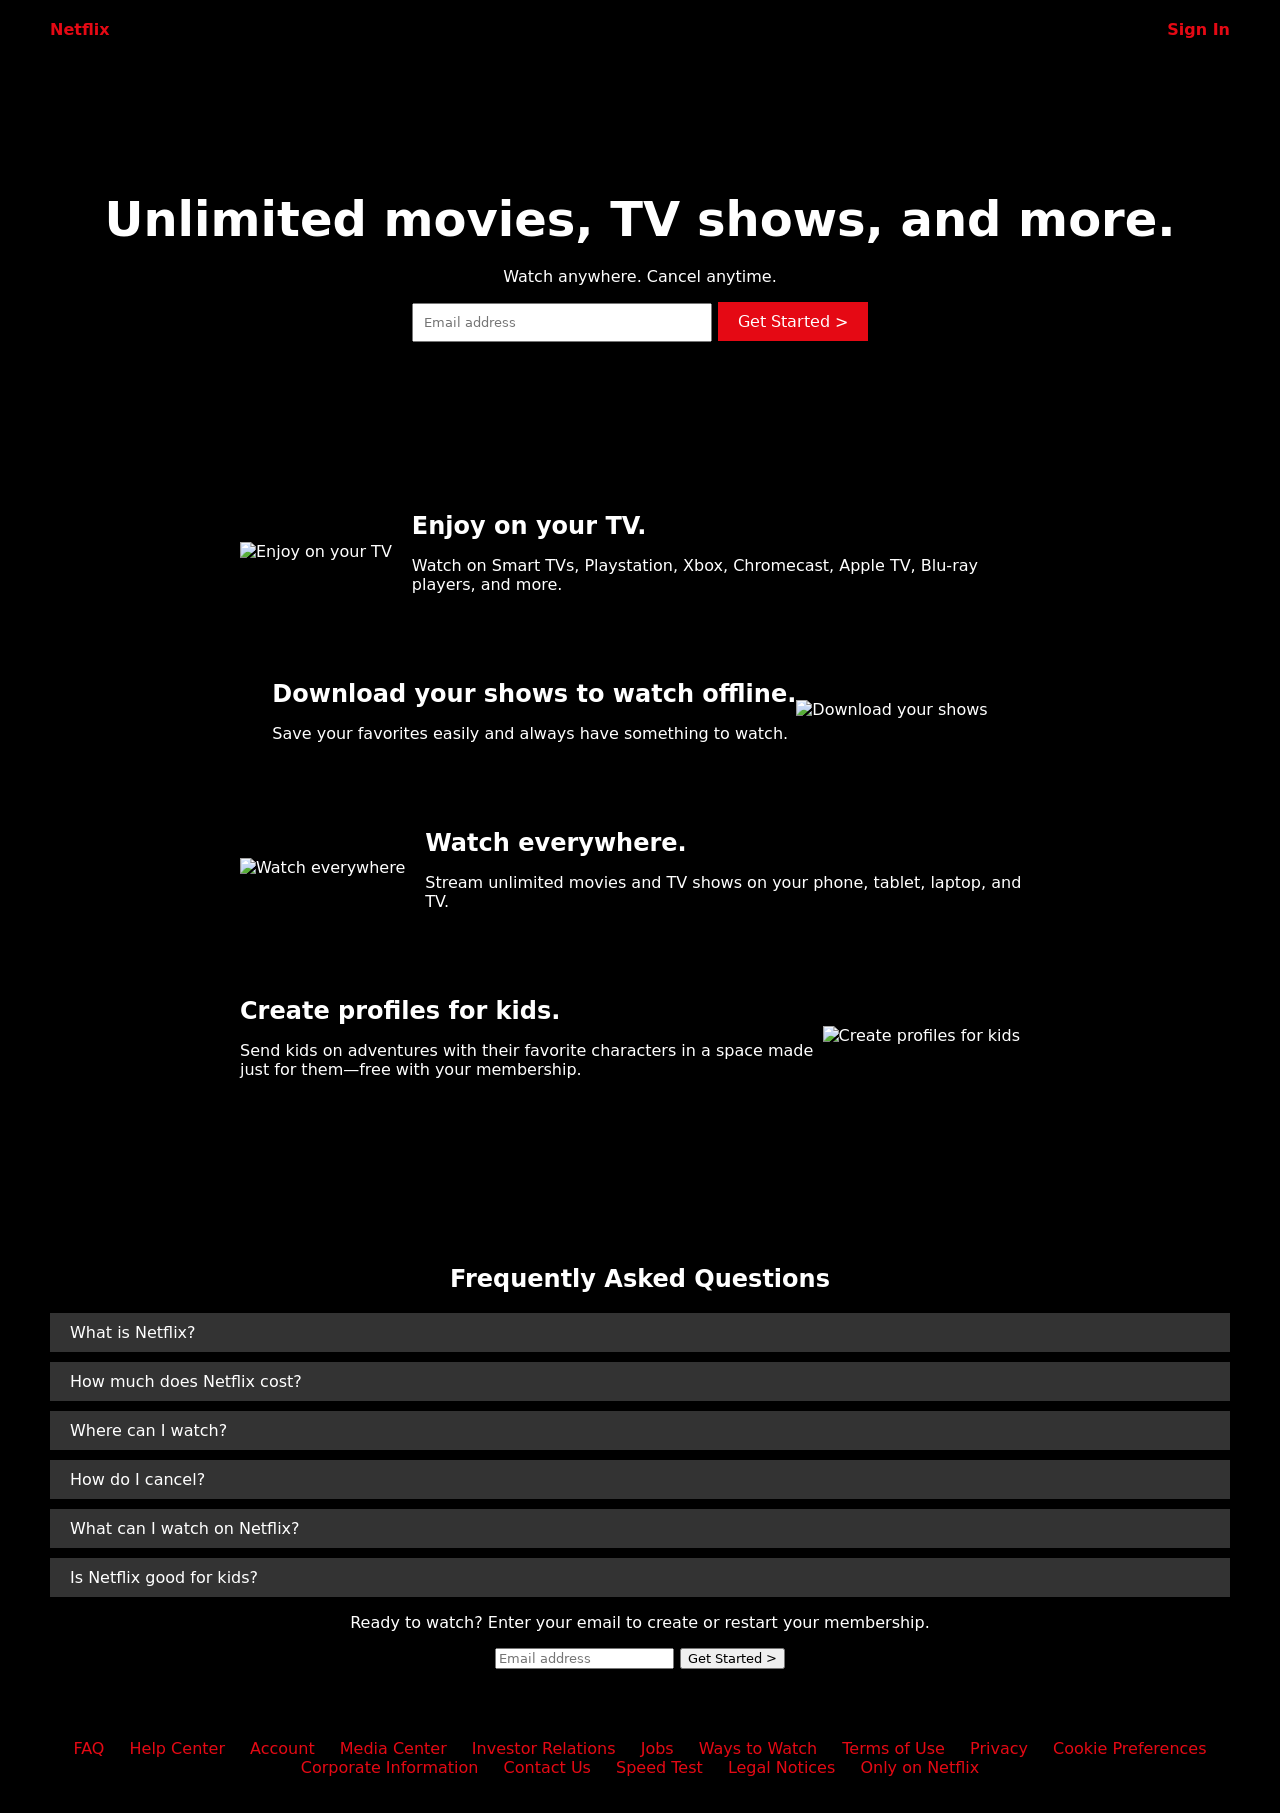 Netflix
Sign In
Unlimited movies, TV shows, and more.
Watch anywhere. Cancel anytime.
Email address
Get Started >
Enjoy on your TV
Enjoy on your TV.
Watch on Smart TVs, Playstation, Xbox, Chromecast, Apple TV, Blu-ray
players, and more.
Download your shows to watch offline.
Save your favorites easily and always have something to watch.
Download your shows
Watch everywhere
Watch everywhere.
Stream unlimited movies and TV shows on your phone, tablet, laptop, and
TV.
Create profiles for kids.
Send kids on adventures with their favorite characters in a space made
just for them—free with your membership.
Create profiles for kids
Frequently Asked Questions
What is Netflix?
How much does Netflix cost?
Where can I watch?
How do I cancel?
What can I watch on Netflix?
Is Netflix good for kids?
Ready to watch? Enter your email to create or restart your membership.
Email address
Get Started >
FAQ Help Center Account Media Center Investor Relations Jobs Ways to Watch Terms of Use Privacy Cookie Preferences
Corporate Information Contact Us Speed Test Legal Notices Only on Netflix